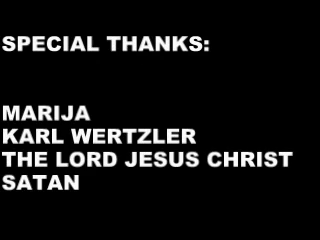 SPECIAL THANKS:
MARIJA
KARL WERTZLER
THE LORD JESUS CHRIST
SATAN